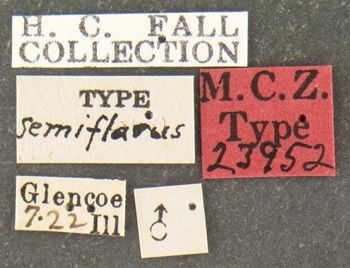 H. C. FALL
COLLECTION
TYPE
semiflavus
M.C.Z.
Type
23952
Glencoe
7.22 Ill
♂